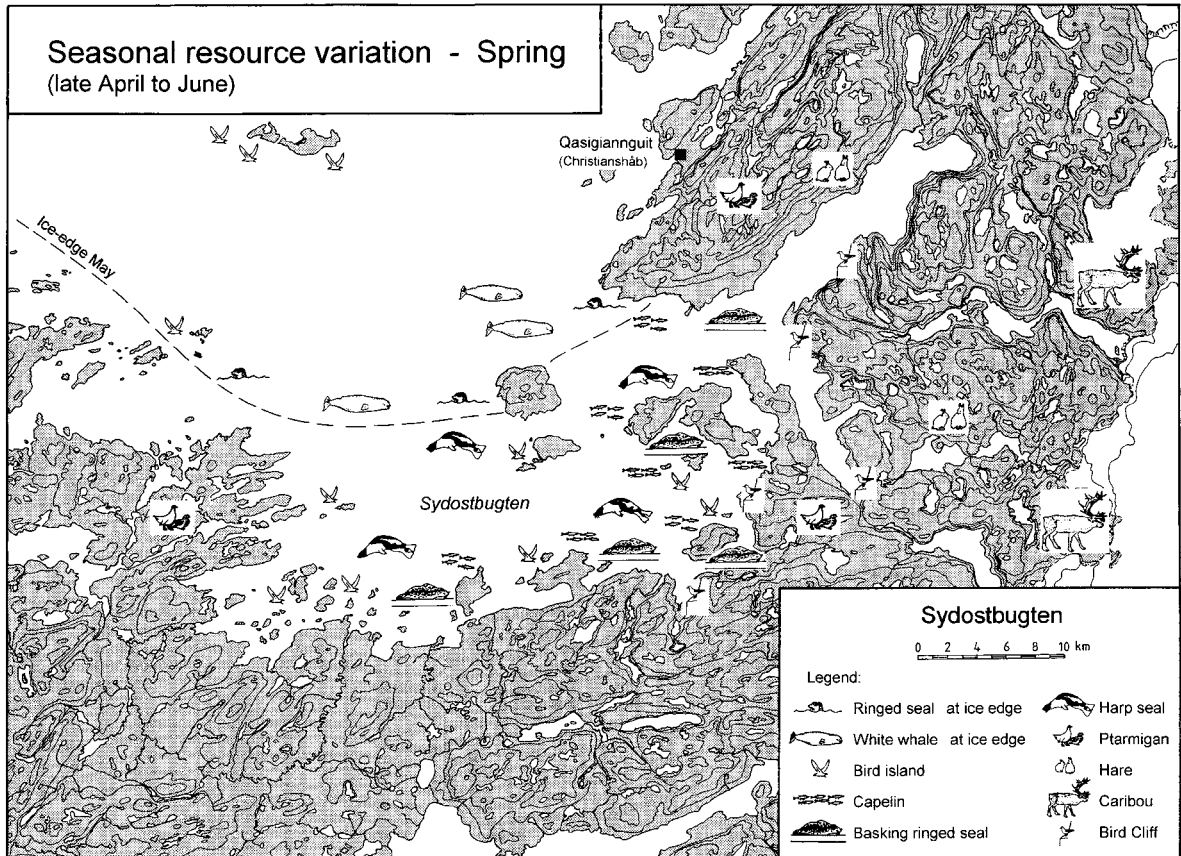 Seasonal resource variation - Spring
(late April to June)
Qasigiannguit
(Christianshåb)
Ice-edge May
Sydostbugten
Sydostbugten
0 2 4 6 8 10 km
Legend:
Ringed seal at ice edge
Harp seal
White whale at ice edge
Ptarmigan
Bird island
Hare
Capelin
Caribou
Basking ringed seal
Bird Cliff